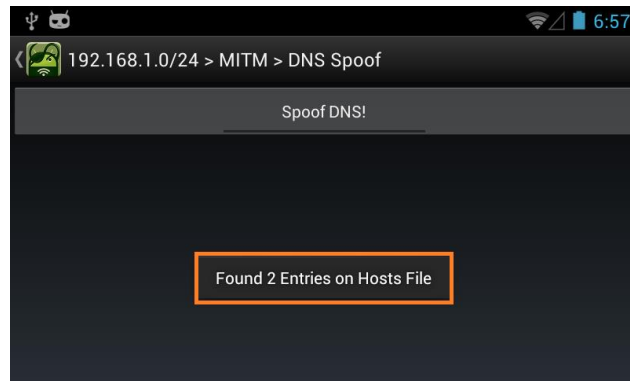 6:57
192.168.1.0/24 > MITM > DNS Spoof
Spoof DNS!
Found 2 Entries on Hosts File